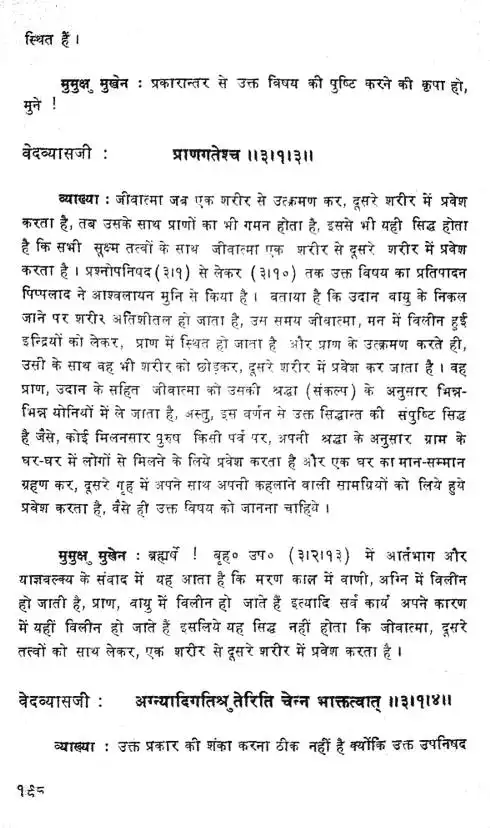 स्थित हैं ।
मुमुक्षु मुखेन : प्रकारान्तर से उक्त विषय की पुष्टि करने की कृपा हो,
मुने !
वेदव्यासजी : प्राणगतेश्च ।।३।१।३।।
व्याख्या : जीवात्मा जब एक शरीर से उत्क्रमण कर, दूसरे शरीर में प्रवेश
करता है, तब उसके साथ प्राणों का भी गमन होता है, इससे भी यही सिद्ध होता
है कि सभी सूक्ष्म तत्वों के साथ जीवात्मा एक शरीर से दूसरे शरीर में प्रवेश
करता है । प्रश्नोपनिषद (३।१) से लेकर (३।१०) तक उक्त विषय का प्रतिपादन
पिप्पलाद ने आश्वलायन मुनि से किया है । बताया है कि उदान वायु के निकल
जाने पर शरीर अतिशीतल हो जाता है, उस समय जीवात्मा, मन में विलीन हुई
इन्द्रियों को लेकर, प्राण में स्थित हो जाता है और प्राण के उत्क्रमण करते ही,
उसी के साथ वह भी शरीर को छोड़कर, दूसरे शरीर में प्रवेश कर जाता है । वह
प्राण, उदान के सहित जीवात्मा को उसकी श्रद्धा (संकल्प) के अनुसार भिन्न-
भिन्न योनियों में ले जाता है, अस्तु, इस वर्णन से उक्त सिद्धान्त की संपुष्टि सिद्ध
है जैसे, कोई मिलनसार पुरुष किसी पर्व पर, अपनी श्रद्धा के अनुसार ग्राम के
घर-घर में लोगों से मिलने के लिये प्रवेश करता है और एक घर का मान-सम्मान
ग्रहण कर, दूसरे गृह में अपने साथ अपनी कहलाने वाली सामग्रियों को लिये हुये
प्रवेश करता है, वैसे ही उक्त विषय को जानना चाहिये ।
मुमुक्षु मुखेन : ब्रह्मर्षे ! बृह० उप० (३।२।१३) में आर्तभाग और
याज्ञवल्क्य के संवाद में यह आता है कि मरण काल में वाणी, अग्नि में विलीन
हो जाती है, प्राण, वायु में विलीन हो जाते हैं इत्यादि सर्व कार्य अपने कारण
में यहीं विलीन हो जाते हैं इसलिये यह सिद्ध नहीं होता कि जीवात्मा, दूसरे
तत्वों को साथ लेकर, एक शरीर से दूसरे शरीर में प्रवेश करता है ।
वेदव्यासजी : अग्न्यादिगतिश्रुतेरिति चेन्न भाक्तत्वात् ।।३।१।४।।
व्याख्या : उक्त प्रकार की शंका करना ठीक नहीं है क्योंकि उक्त उपनिषद
१९८